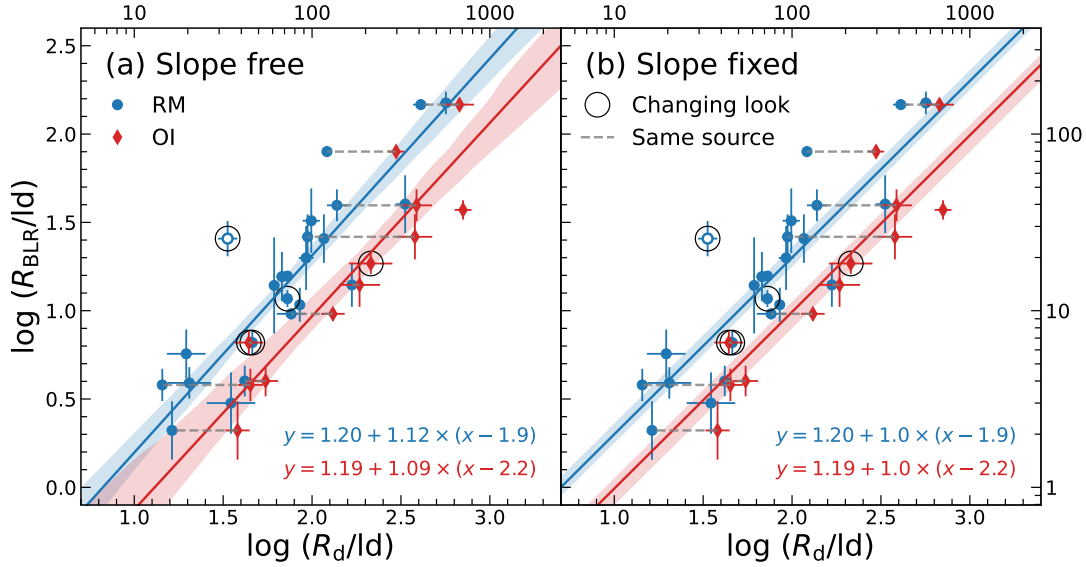 10 100 1000 10 100 1000
(a) Slope free
(b) Slope fixed
RM
OI
Changing look
Same source
2.5
2.0
1.5
1.0
0.5
0.0
100
10
1
log (R_BLR/ld)
y = 1.20 + 1.12 × (x − 1.9)
y = 1.19 + 1.09 × (x − 2.2)
y = 1.20 + 1.0 × (x − 1.9)
y = 1.19 + 1.0 × (x − 2.2)
1.0 1.5 2.0 2.5 3.0 1.0 1.5 2.0 2.5 3.0
log (R_d/ld) log (R_d/ld)